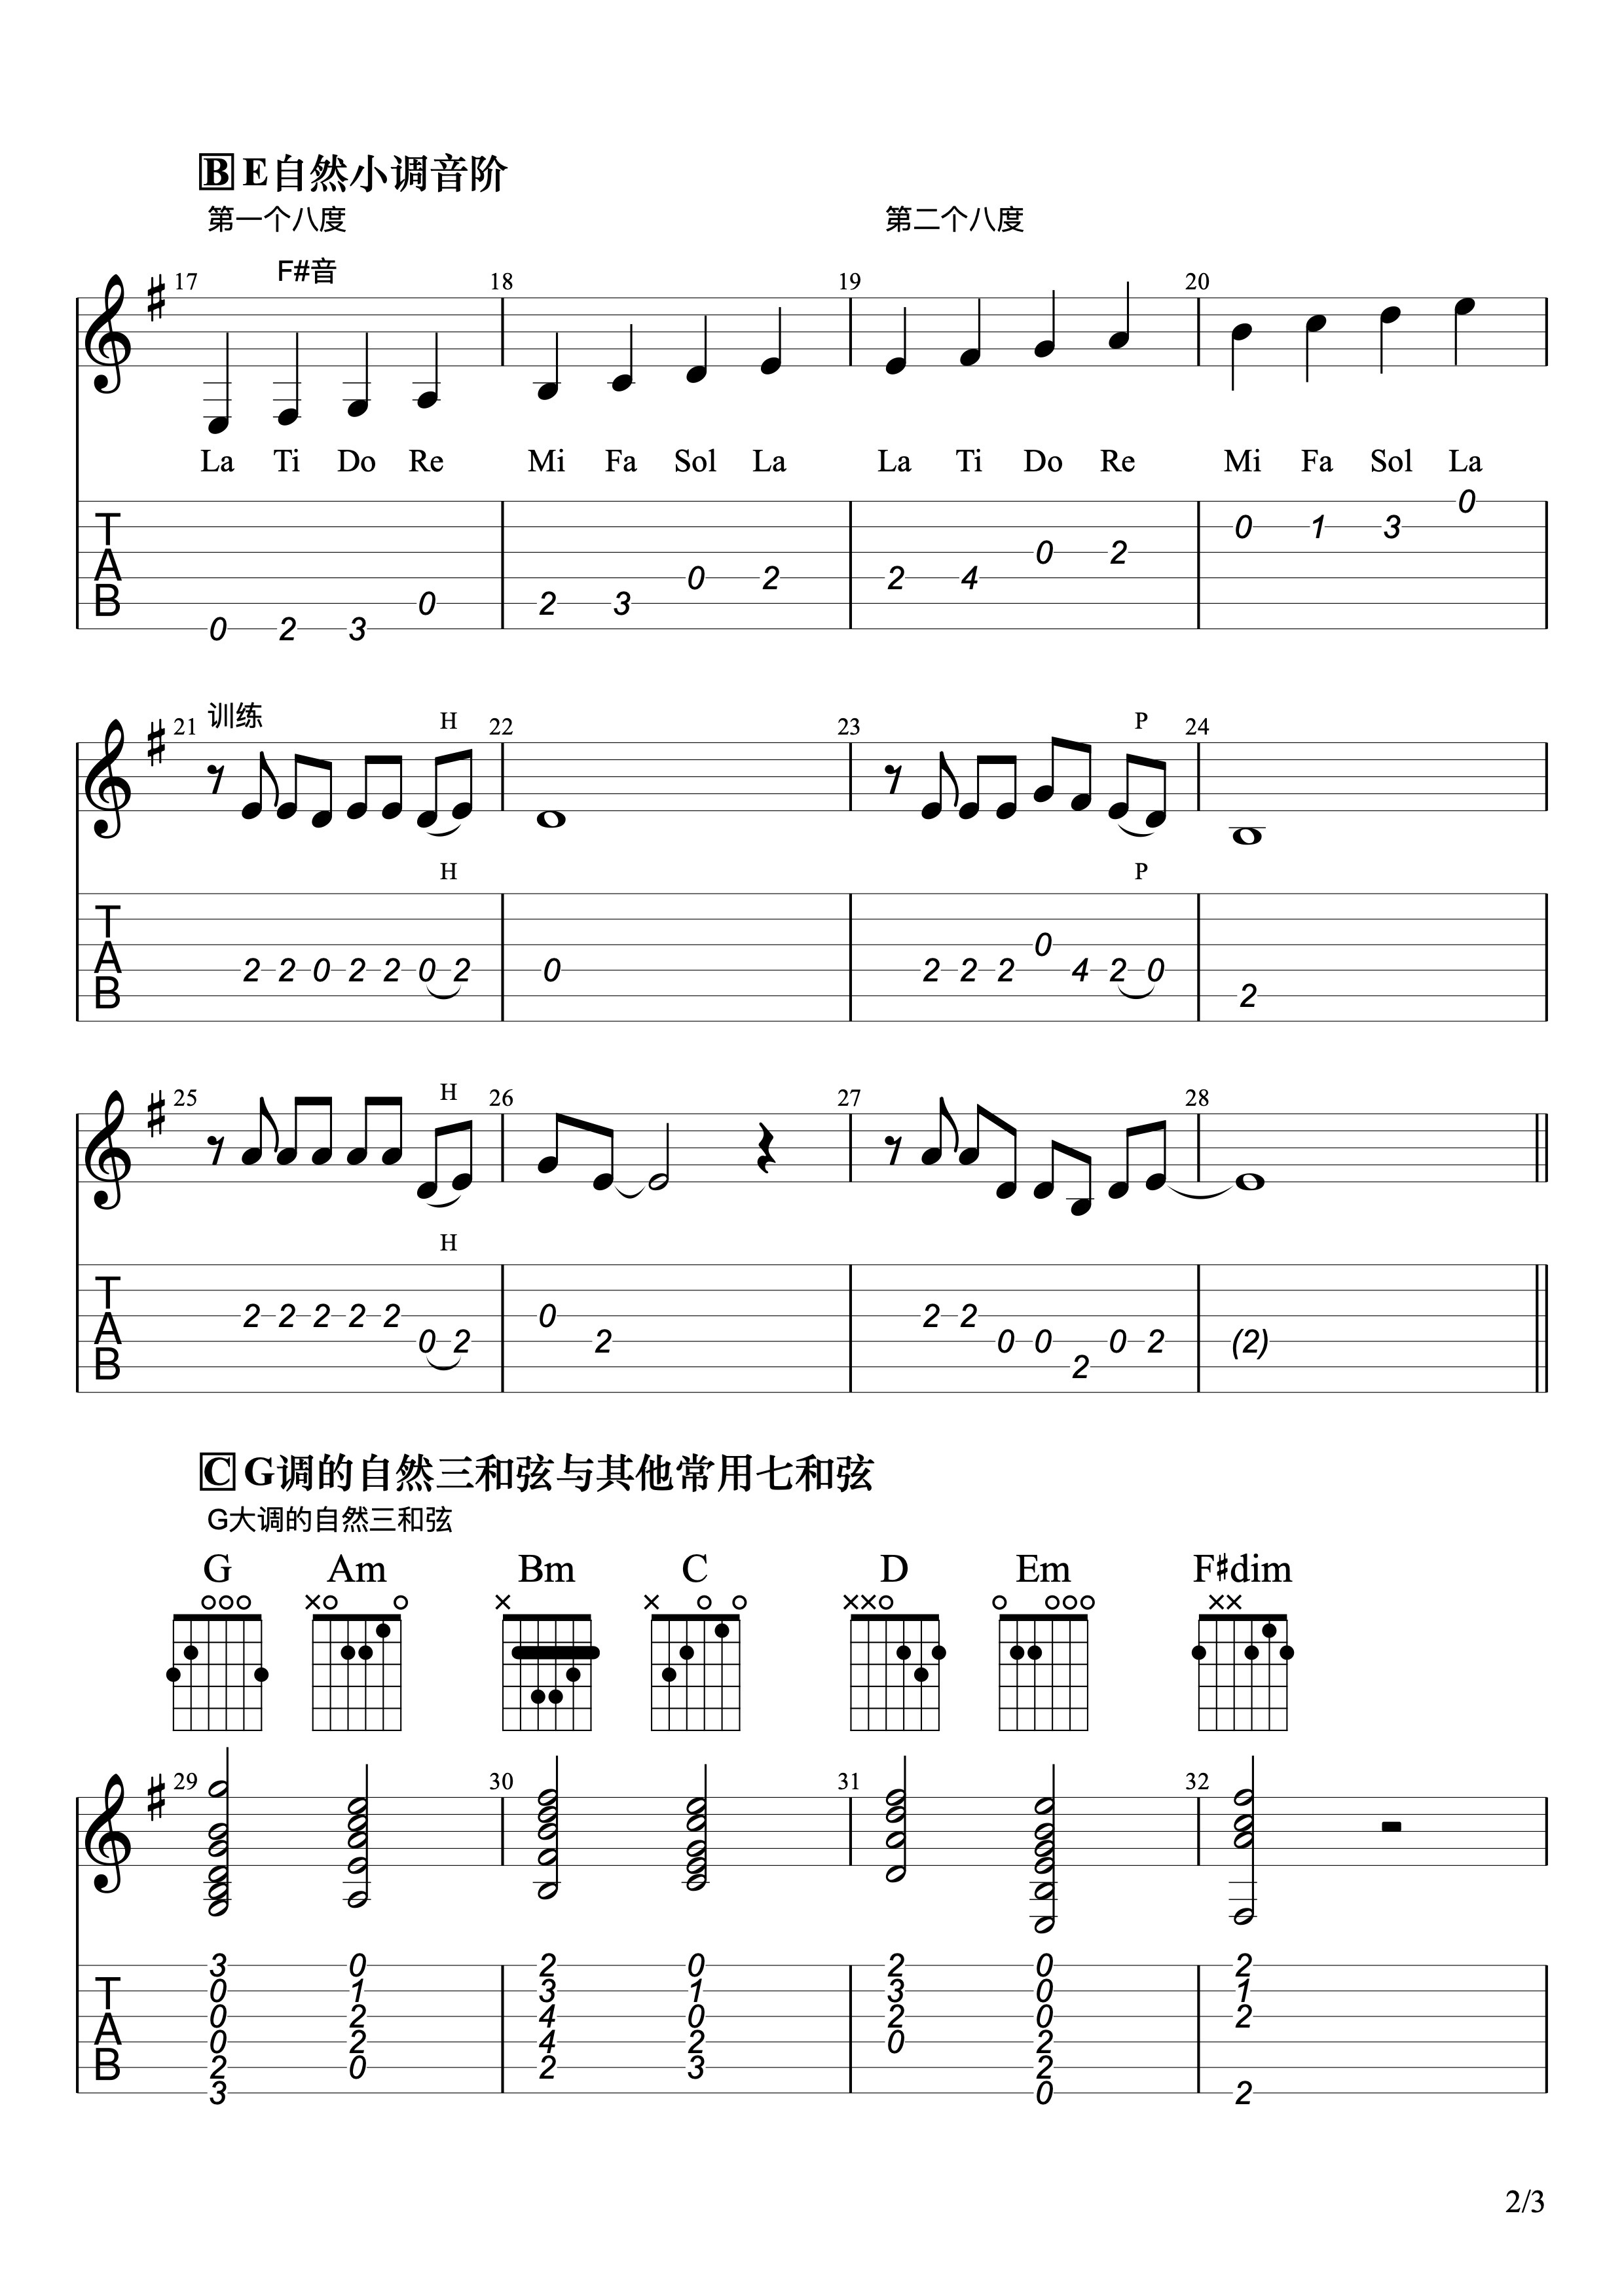 B E自然小调音阶
第一个八度 第二个八度
F#音
17 18 19 20
La Ti Do Re Mi Fa Sol La La Ti Do Re Mi Fa Sol La
T
A
B
0 2 3 0 2 3 0 2 2 4 0 2 0 1 3 0
训练
21 H 22 23 P 24
H P
T
A
B
2 2 0 2 2 0 2 0 2 2 2 0 4 2 0 2
25 H 26 27 28
H
T
A
B
2 2 2 2 2 0 2 0 2 2 2 0 0 2 0 2 (2)
C G调的自然三和弦与其他常用七和弦
G大调的自然三和弦
G Am Bm C D Em F♯dim
29 30 31 32
3 0 2 0 2 0 2
T 0 1 3 1 3 0 1
A 0 2 4 0 2 0 2
0 2 4 2 0 2
B 2 0 2 3 2
3 0 2
2/3